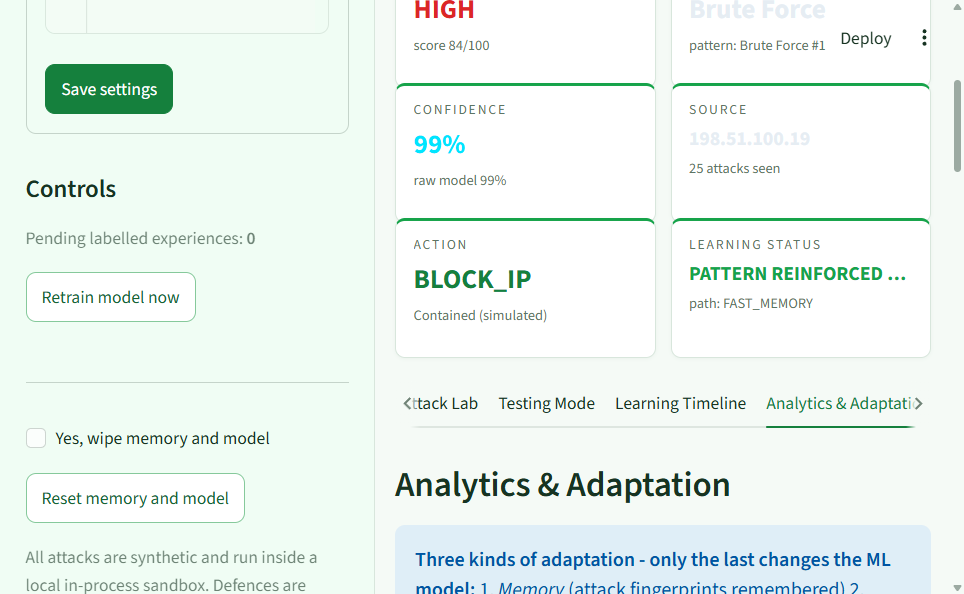 Save settings
Controls
Pending labelled experiences: 0
Retrain model now
Yes, wipe memory and model
Reset memory and model
All attacks are synthetic and run inside a
local in-process sandbox. Defences are
HIGH
score 84/100
Brute Force
pattern: Brute Force #1
Deploy
CONFIDENCE
99%
raw model 99%
SOURCE
198.51.100.19
25 attacks seen
ACTION
BLOCK_IP
Contained (simulated)
LEARNING STATUS
PATTERN REINFORCED ...
path: FAST_MEMORY
ttack Lab
Testing Mode
Learning Timeline
Analytics & Adaptati
Analytics & Adaptation
Three kinds of adaptation - only the last changes the ML
model: 1. Memory (attack fingerprints remembered) 2